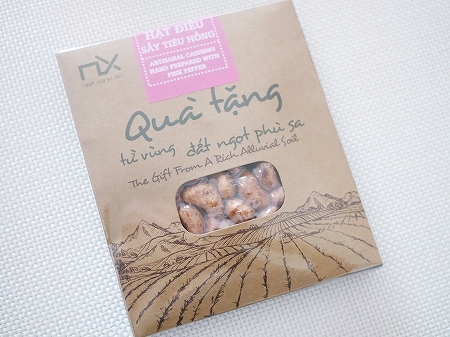 HẠT ĐIỀU
SẤY TIÊU HỒNG
ARTISANAL CASHEWS
HAND PREPARED WITH
PINK PEPPER
Quà tặng
từ vùng đất ngọt phù sa
The Gift From A Rich Alluvial Soil